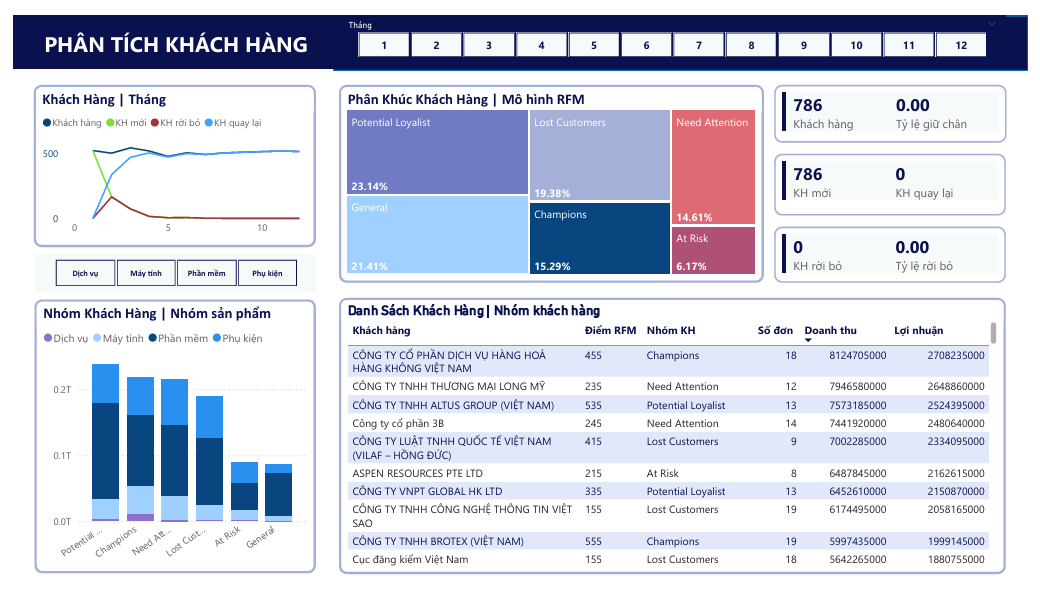 PHÂN TÍCH KHÁCH HÀNG
Tháng
1 2 3 4 5 6 7 8 9 10 11 12
Khách Hàng | Tháng
Khách hàng KH mới KH rời bỏ KH quay lại
500
0
0 5 10
Dịch vụ Máy tính Phần mềm Phụ kiện
Nhóm Khách Hàng | Nhóm sản phẩm
Dịch vụ Máy tính Phần mềm Phụ kiện
0.2T
0.1T
0.0T
Potential ... Champions Need Att... Lost Cust... At Risk General
Phân Khúc Khách Hàng | Mô hình RFM
Potential Loyalist
23.14%
General
21.41%
Lost Customers
19.38%
Champions
15.29%
Need Attention
14.61%
At Risk
6.17%
786 0.00
Khách hàng Tỷ lệ giữ chân
786 0
KH mới KH quay lại
0 0.00
KH rời bỏ Tỷ lệ rời bỏ
Danh Sách Khách Hàng| Nhóm khách hàng
Khách hàng Điểm RFM Nhóm KH Số đơn Doanh thu Lợi nhuận
CÔNG TY CỔ PHẦN DỊCH VỤ HÀNG HOÁ 455 Champions 18 8124705000 2708235000
HÀNG KHÔNG VIỆT NAM
CÔNG TY TNHH THƯƠNG MẠI LONG MỸ 235 Need Attention 12 7946580000 2648860000
CÔNG TY TNHH ALTUS GROUP (VIỆT NAM) 535 Potential Loyalist 13 7573185000 2524395000
Công ty cổ phần 3B 245 Need Attention 14 7441920000 2480640000
CÔNG TY LUẬT TNHH QUỐC TẾ VIỆT NAM 415 Lost Customers 9 7002285000 2334095000
(VILAF – HỒNG ĐỨC)
ASPEN RESOURCES PTE LTD 215 At Risk 8 6487845000 2162615000
CÔNG TY VNPT GLOBAL HK LTD 335 Potential Loyalist 13 6452610000 2150870000
CÔNG TY TNHH CÔNG NGHỆ THÔNG TIN VIỆT 155 Lost Customers 19 6174495000 2058165000
SAO
CÔNG TY TNHH BROTEX (VIỆT NAM) 555 Champions 19 5997435000 1999145000
Cục đăng kiểm Việt Nam 155 Lost Customers 18 5642265000 1880755000